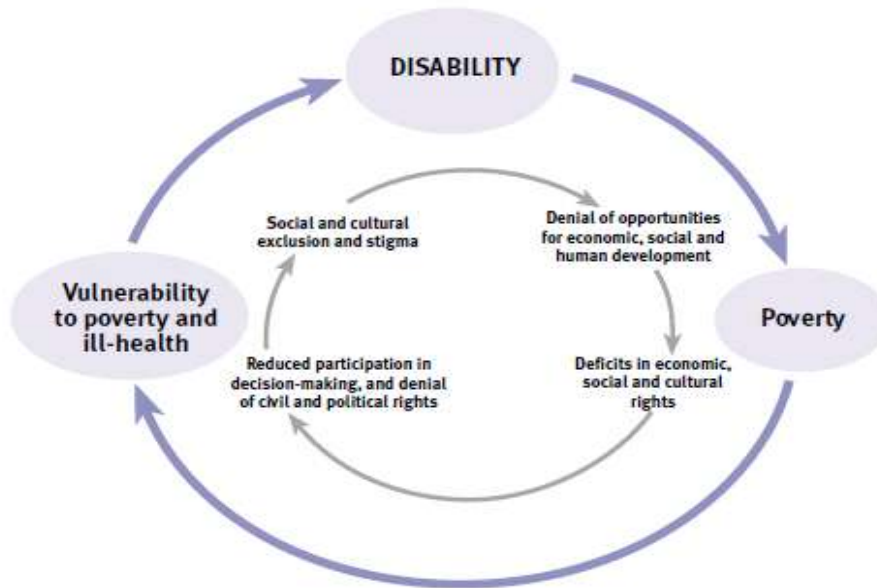 DISABILITY
Social and cultural
exclusion and stigma
Denial of opportunities
for economic, social and
human development
Vulnerability
to poverty and
ill-health
Poverty
Reduced participation in
decision-making, and denial
of civil and political rights
Deficits in economic,
social and cultural
rights